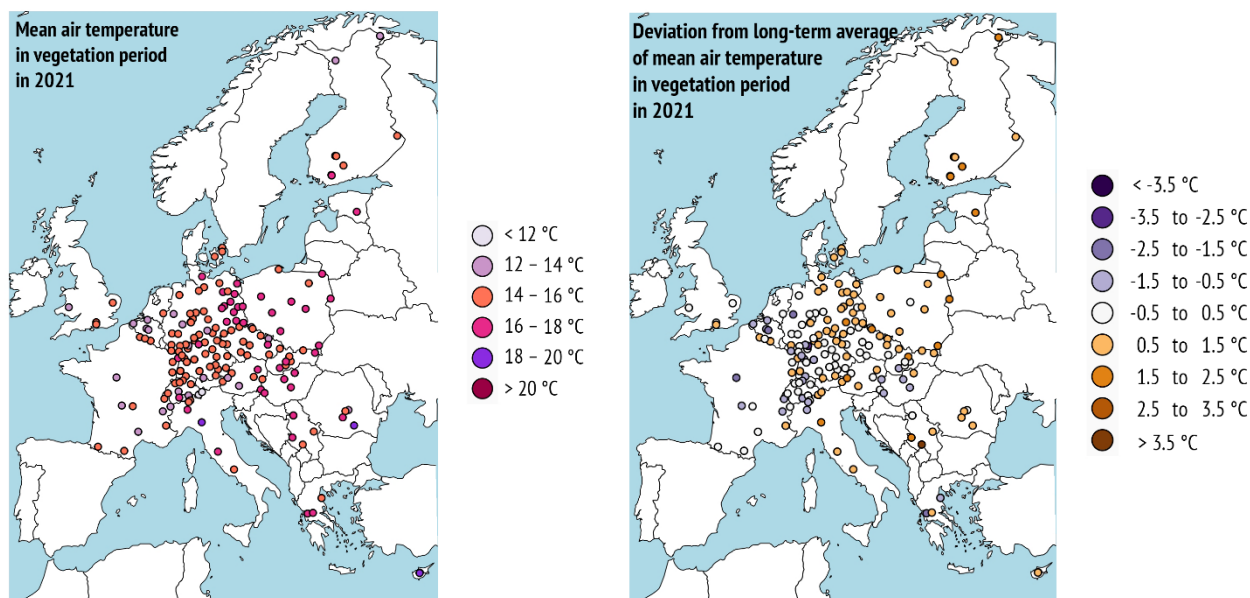 Mean air temperature
in vegetation period
in 2021
< 12 °C
12 – 14 °C
14 – 16 °C
16 – 18 °C
18 – 20 °C
> 20 °C
Deviation from long-term average
of mean air temperature
in vegetation period
in 2021
< -3.5 °C
-3.5 to -2.5 °C
-2.5 to -1.5 °C
-1.5 to -0.5 °C
-0.5 to 0.5 °C
0.5 to 1.5 °C
1.5 to 2.5 °C
2.5 to 3.5 °C
> 3.5 °C